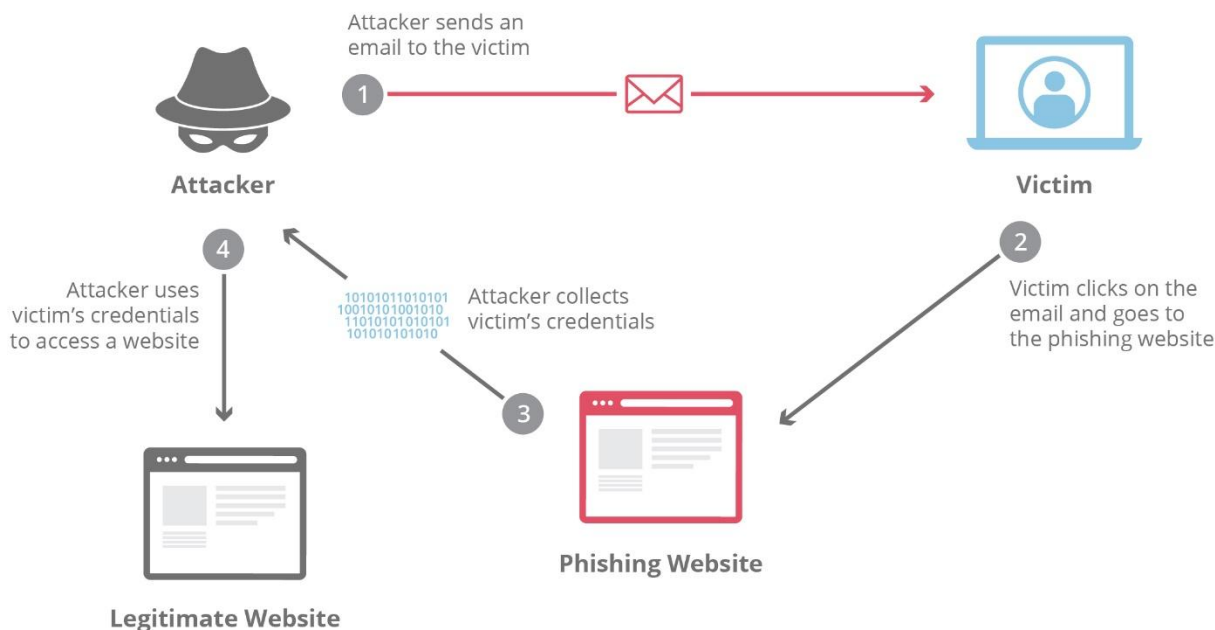 Attacker sends an
email to the victim
1
Attacker
Victim
2
Victim clicks on the
email and goes to
the phishing website
3
Attacker collects
victim's credentials
10101011010101
10010101001010
11010101010101
101010101010
Phishing Website
4
Attacker uses
victim's credentials
to access a website
Legitimate Website